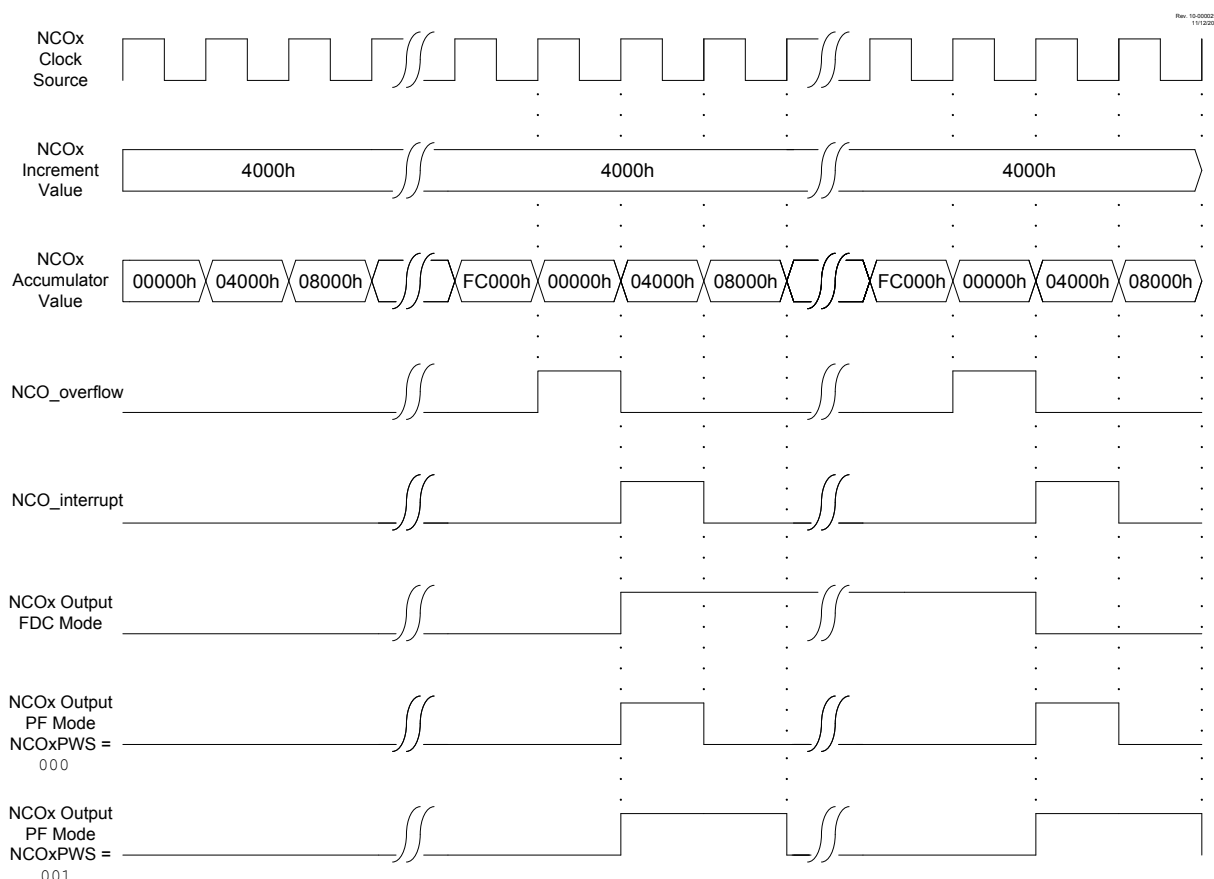 Rev. 10-00002
11/12/20
NCOx
Clock
Source
NCOx
Increment
Value
4000h
4000h
4000h
NCOx
Accumulator
Value
00000h
04000h
08000h
FC000h
00000h
04000h
08000h
FC000h
00000h
04000h
08000h
NCO_overflow
NCO_interrupt
NCOx Output
FDC Mode
NCOx Output
PF Mode
NCOxPWS =
000
NCOx Output
PF Mode
NCOxPWS =
001